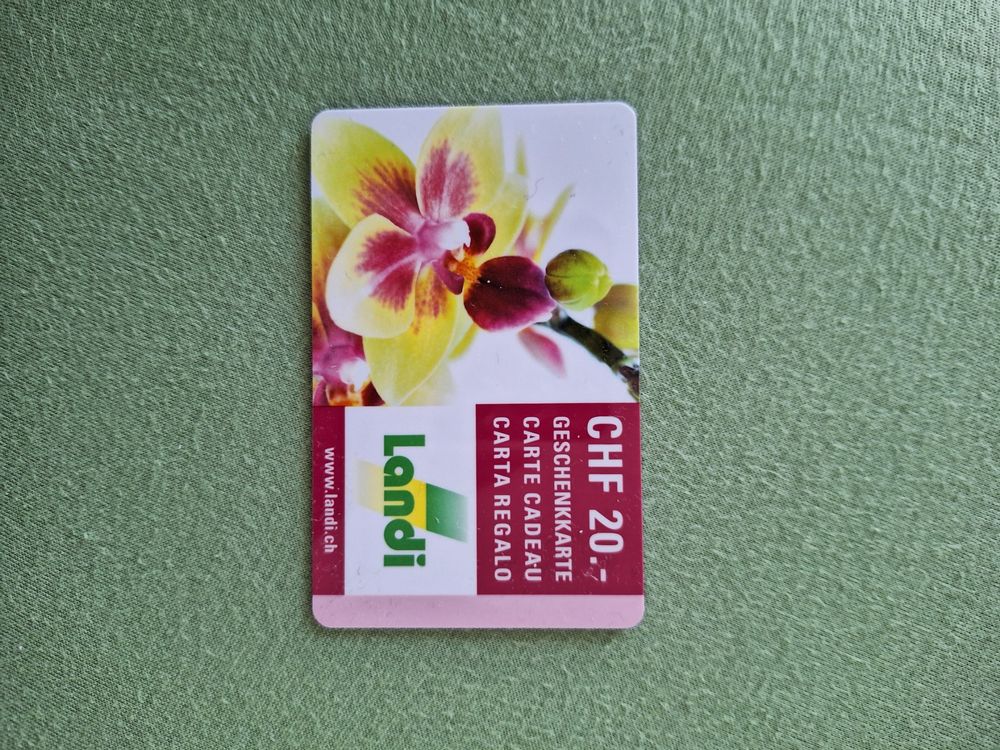 CHF 20.-
GESCHENKKARTE
CARTE CADEAU
CARTA REGALO
Landi
www.landi.ch